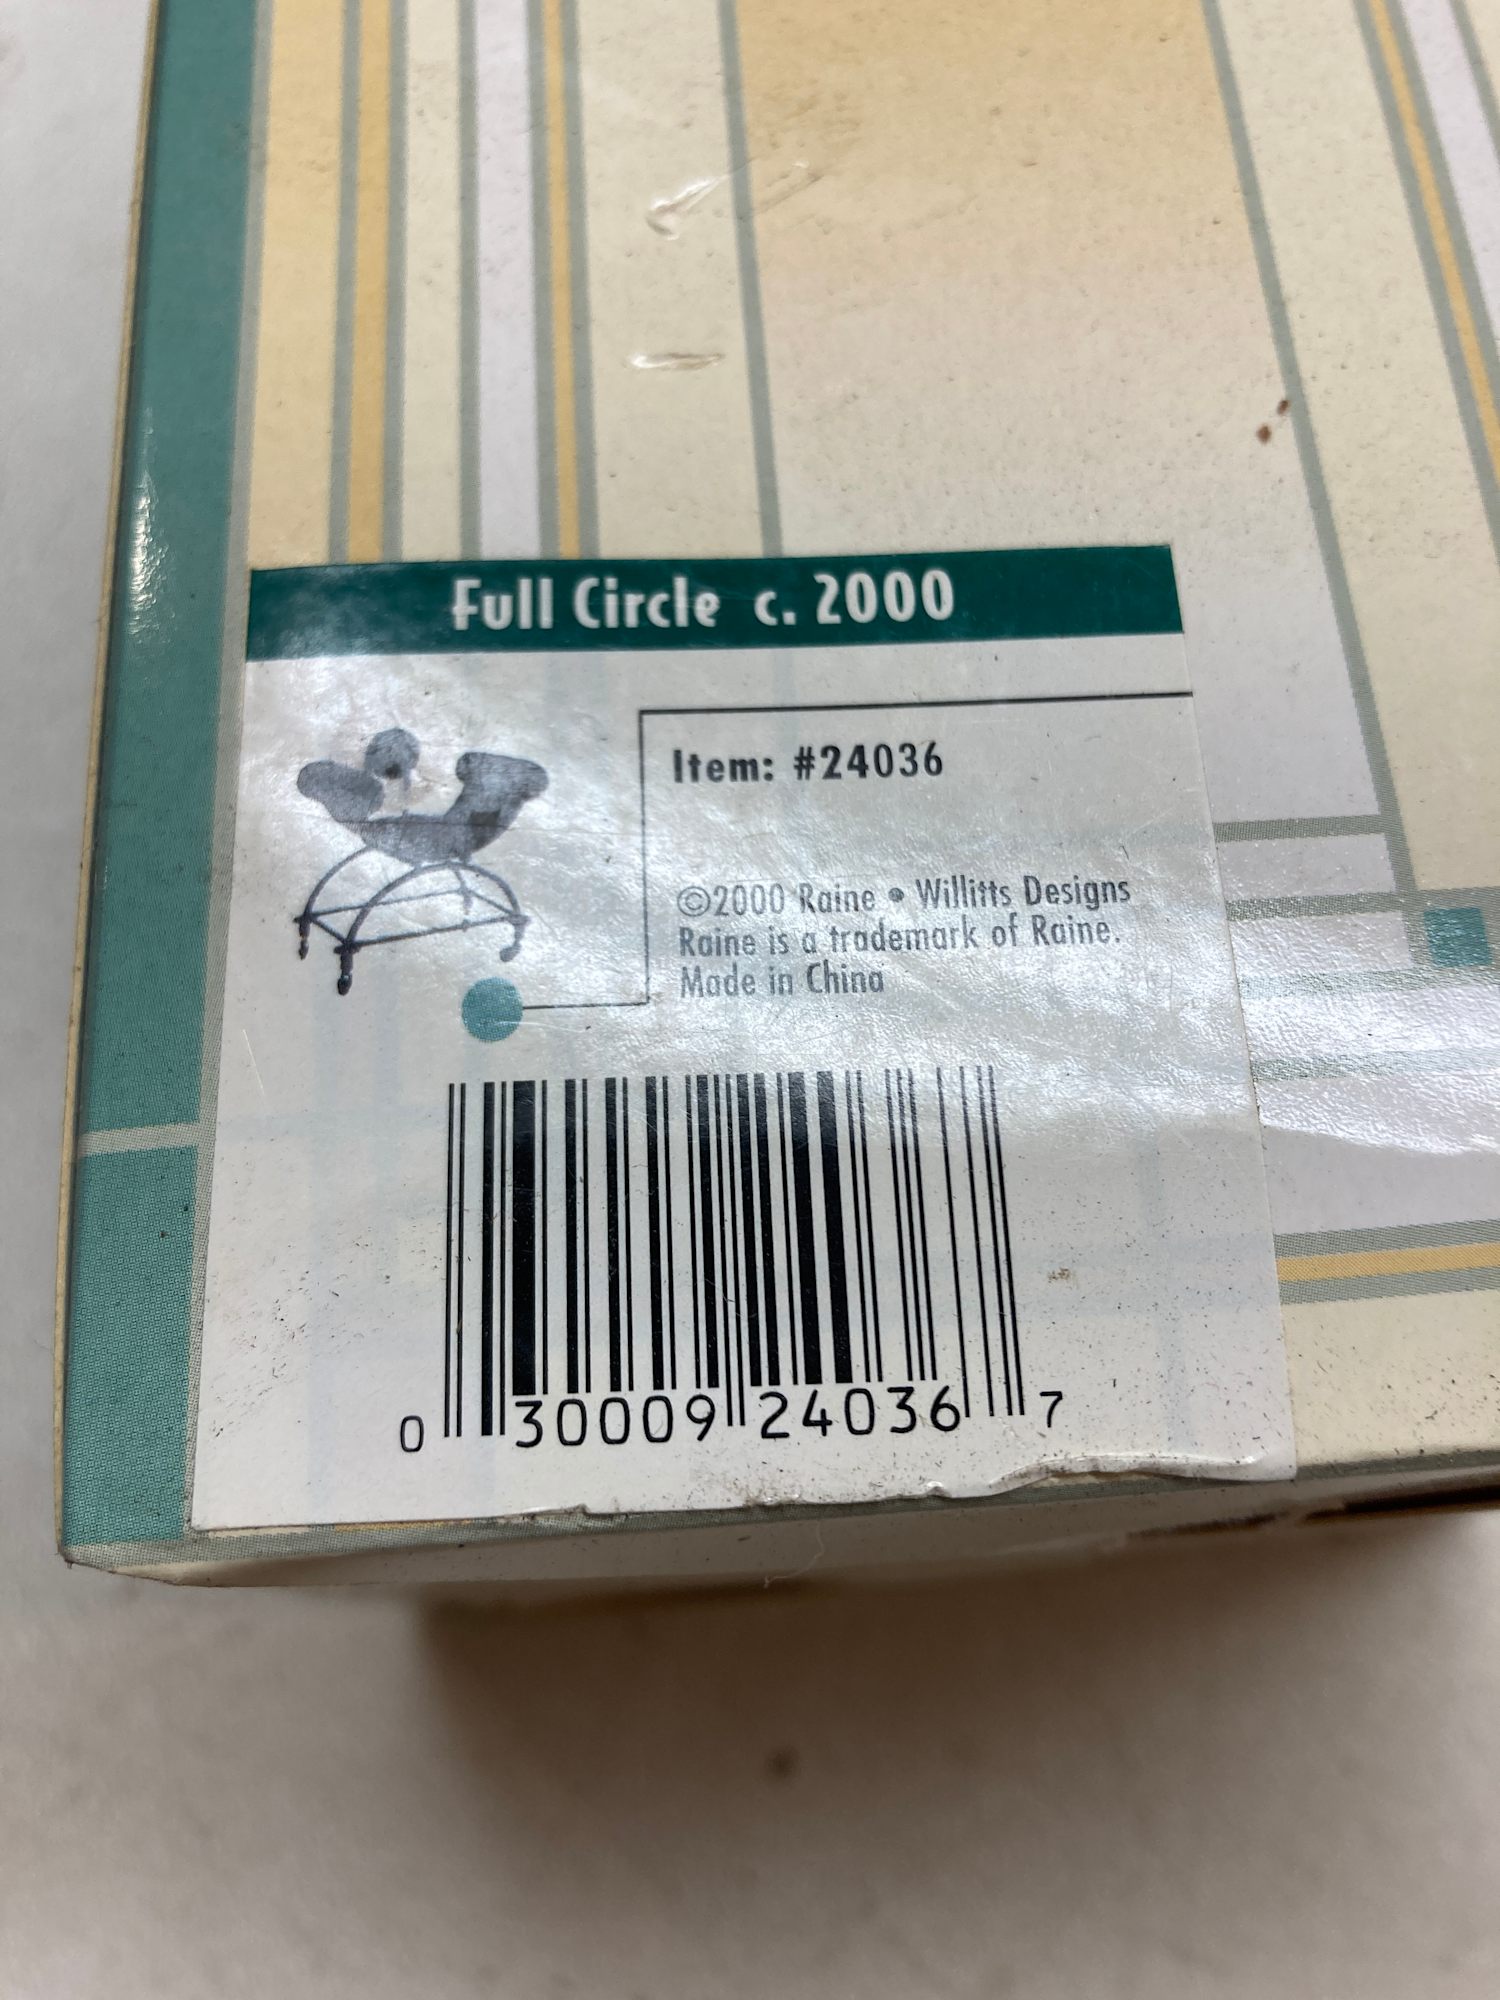 Full Circle c. 2000
Item: #24036
©2000 Raine • Willitts Designs
Raine is a trademark of Raine.
Made in China
0 30009 24036 7